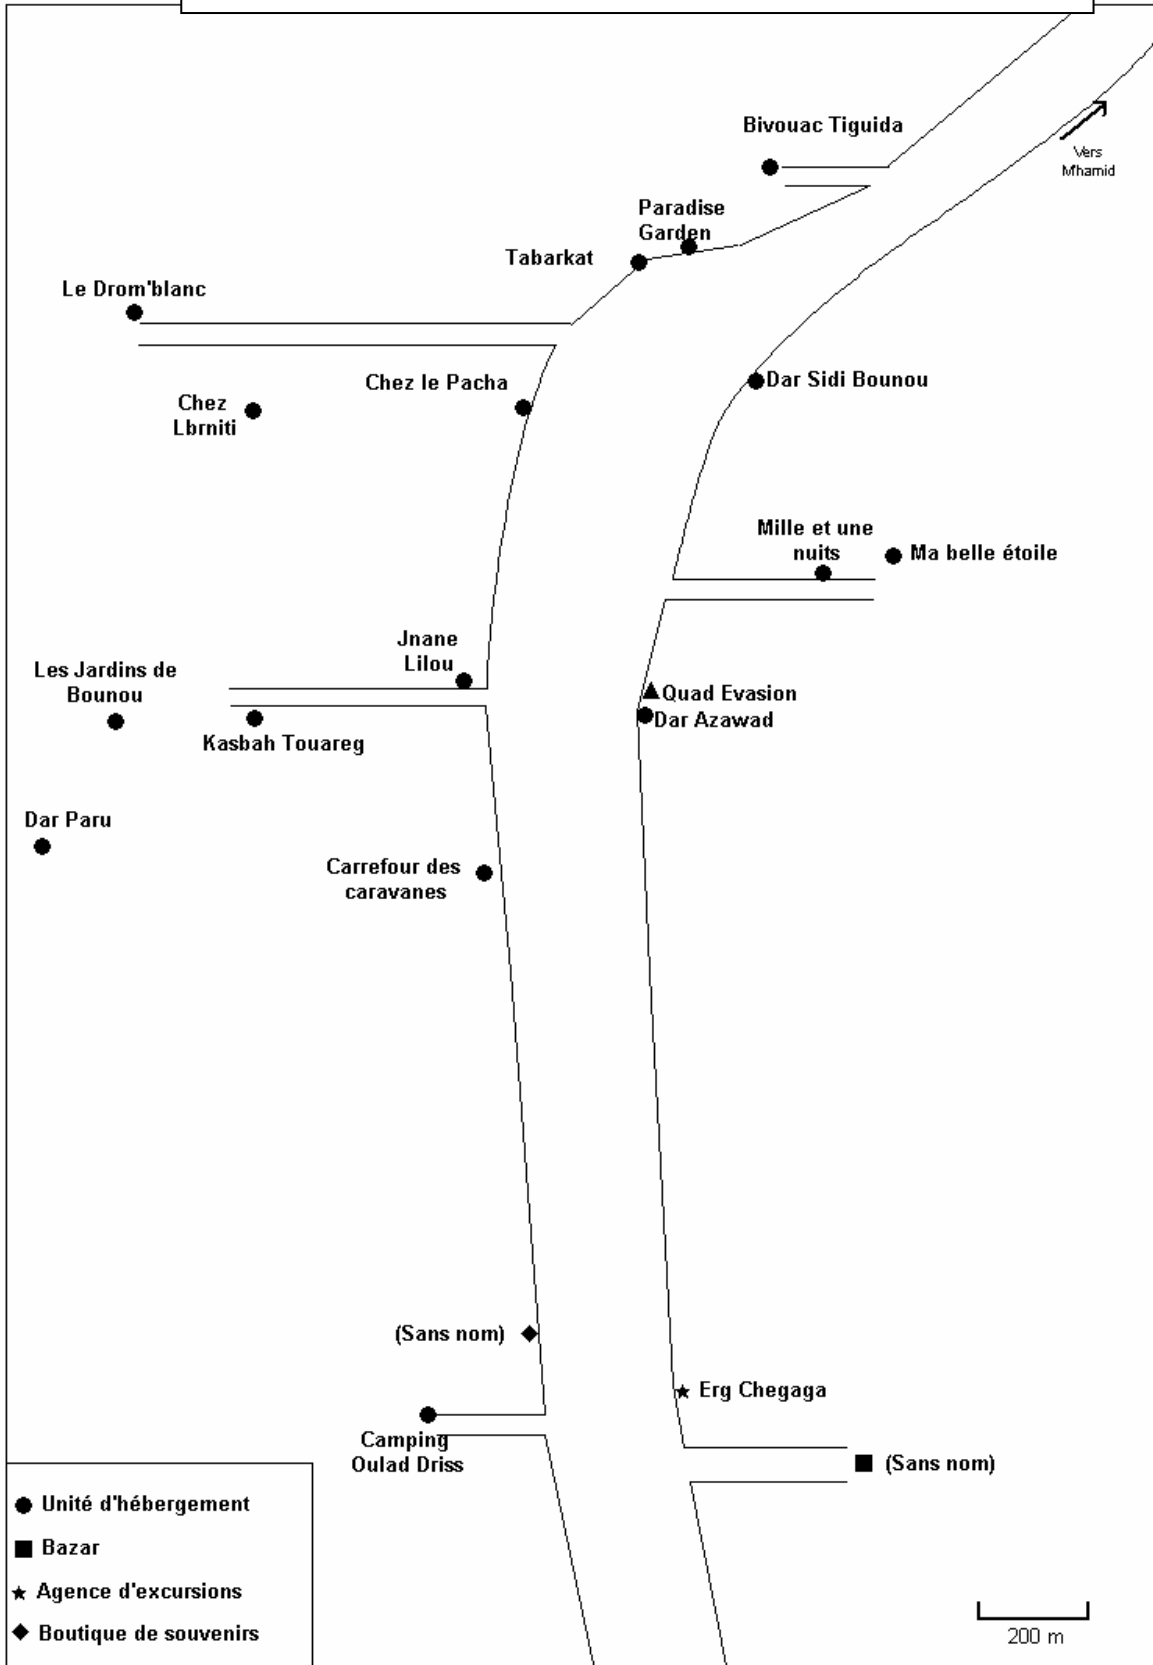 Bivouac Tiguida
Vers
M'hamid
Paradise
Garden
Tabarkat
Le Drom'blanc
Chez le Pacha
Dar Sidi Bounou
Chez
Lbrniti
Mille et une
nuits
Ma belle étoile
Jnane
Lilou
Les Jardins de
Bounou
Quad Evasion
Dar Azawad
Kasbah Touareg
Dar Paru
Carrefour des
caravanes
(Sans nom)
Erg Chegaga
Camping
Oulad Driss
(Sans nom)
Unité d'hébergement
Bazar
Agence d'excursions
Boutique de souvenirs
200 m